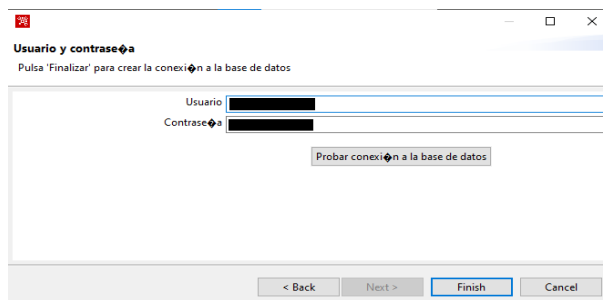 Usuario y contrase�a
Pulsa 'Finalizar' para crear la conexi�n a la base de datos
Usuario
Contrase�a
Probar conexi�n a la base de datos
< Back Next > Finish Cancel